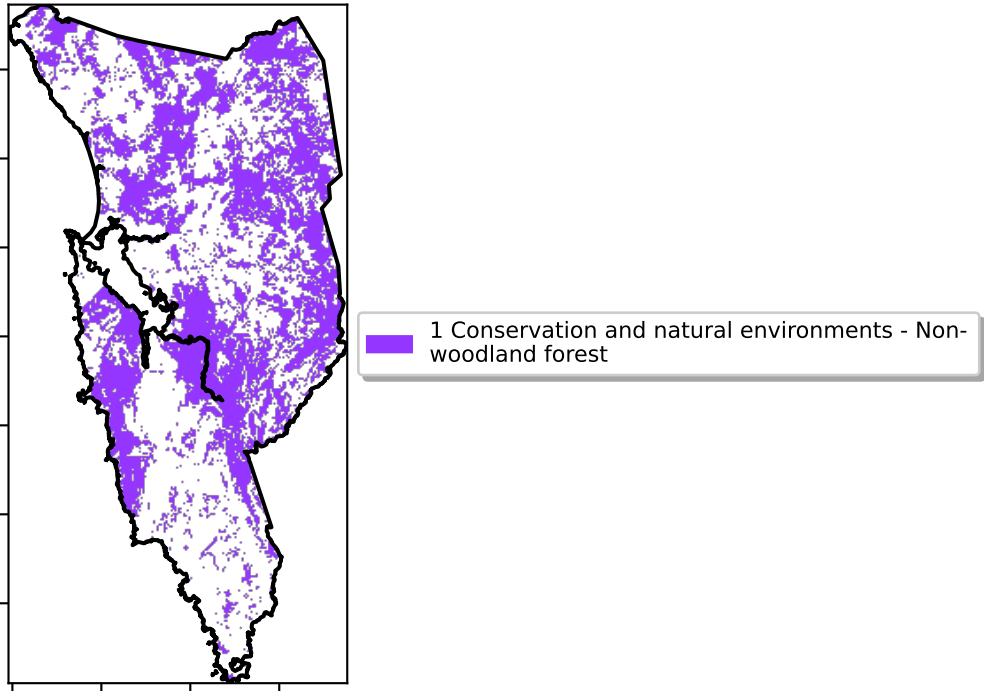 1 Conservation and natural environments - Non-
woodland forest